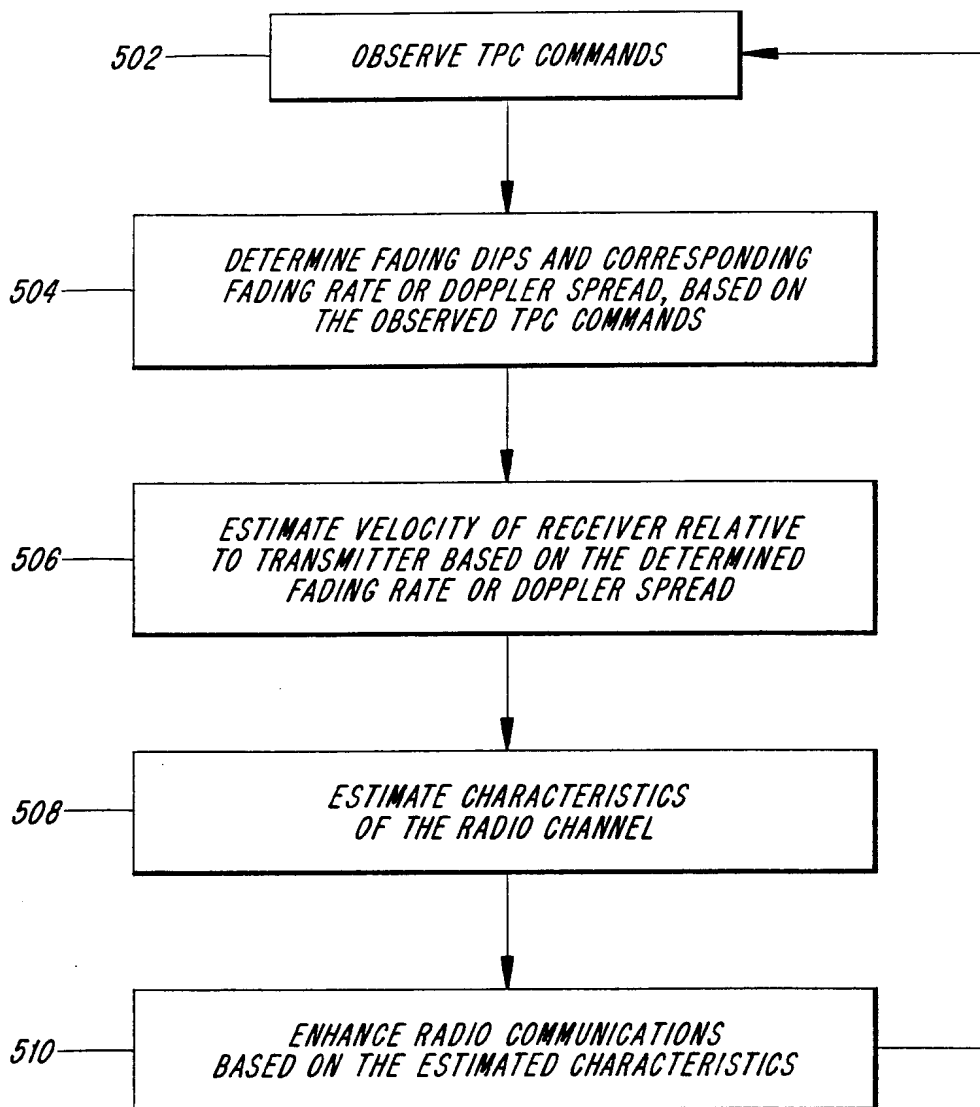 502
OBSERVE TPC COMMANDS
504
DETERMINE FADING DIPS AND CORRESPONDING
FADING RATE OR DOPPLER SPREAD, BASED ON
THE OBSERVED TPC COMMANDS
506
ESTIMATE VELOCITY OF RECEIVER RELATIVE
TO TRANSMITTER BASED ON THE DETERMINED
FADING RATE OR DOPPLER SPREAD
508
ESTIMATE CHARACTERISTICS
OF THE RADIO CHANNEL
510
ENHANCE RADIO COMMUNICATIONS
BASED ON THE ESTIMATED CHARACTERISTICS